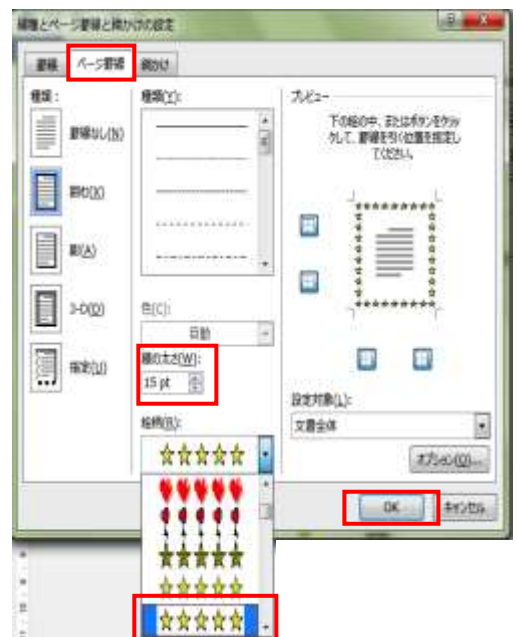 線種とページ罫線と網かけの設定
罫線 ページ罫線 網かけ
種類:
罫線なし(N)
囲む(X)
影(A)
3-D(D)
指定(U)
種類(Y):
色(C):
自動
線の太さ(W):
15 pt
絵柄(R):
プレビュー
下の絵の中、またはボタンをクリッ
クして、罫線を引く位置を指定し
てください。
設定対象(L):
文書全体
オプション(O)...
OK キャンセル